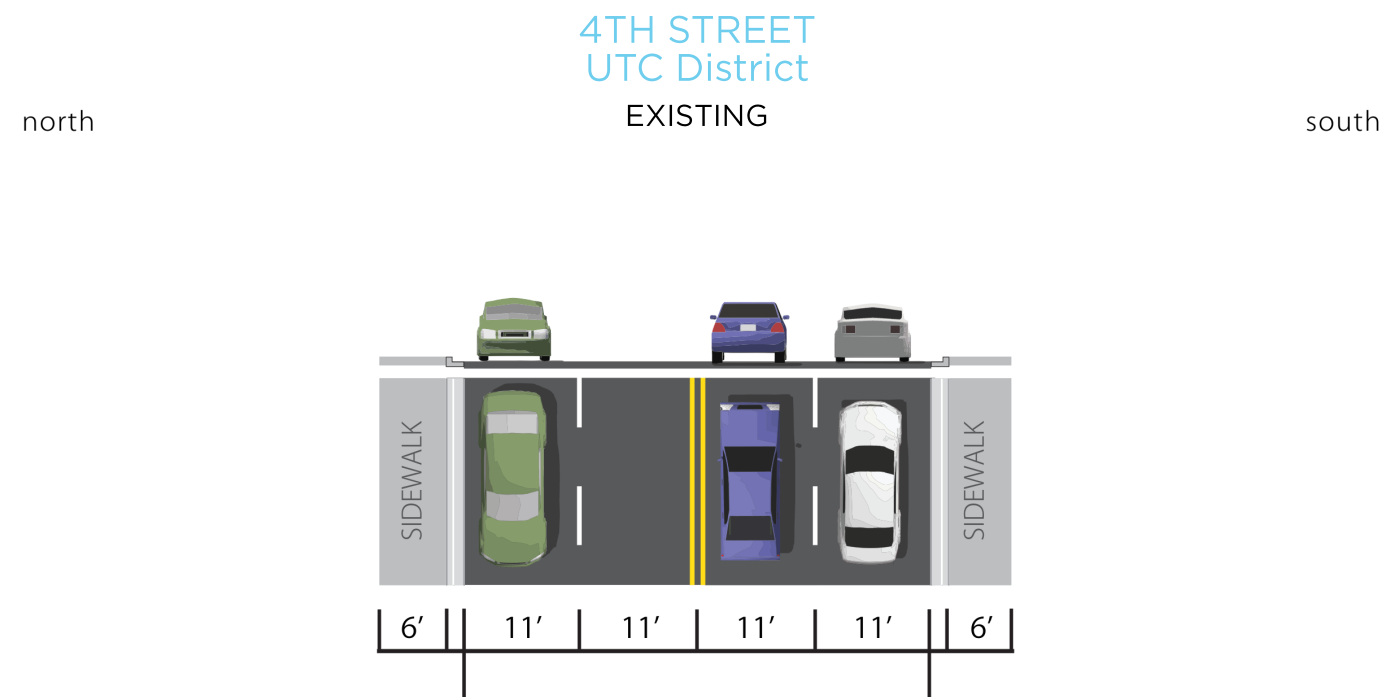 4TH STREET
UTC District
EXISTING
north
south
SIDEWALK
SIDEWALK
6’ 11’ 11’ 11’ 11’ 6’